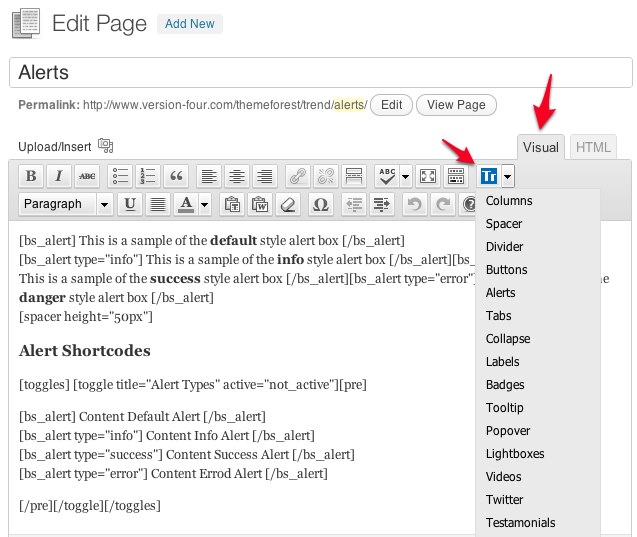 Edit Page Add New
Alerts
Permalink: http://www.version-four.com/themeforest/trend/alerts/ Edit View Page
Upload/Insert Visual HTML
B I ABC 1 2 3 “ ABC Tr
Paragraph U A T W Ω ?
[bs_alert] This is a sample of the default style alert box [/bs_alert]
[bs_alert type="info"] This is a sample of the info style alert box [/bs_alert][bs_
This is a sample of the success style alert box [/bs_alert][bs_alert type="error"] he
danger style alert box [/bs_alert]
[spacer height="50px"]
Alert Shortcodes
[toggles] [toggle title="Alert Types" active="not_active"][pre]
[bs_alert] Content Default Alert [/bs_alert]
[bs_alert type="info"] Content Info Alert [/bs_alert]
[bs_alert type="success"] Content Success Alert [/bs_alert]
[bs_alert type="error"] Content Errod Alert [/bs_alert]
[/pre][/toggle][/toggles]
Columns
Spacer
Divider
Buttons
Alerts
Tabs
Collapse
Labels
Badges
Tooltip
Popover
Lightboxes
Videos
Twitter
Testamonials